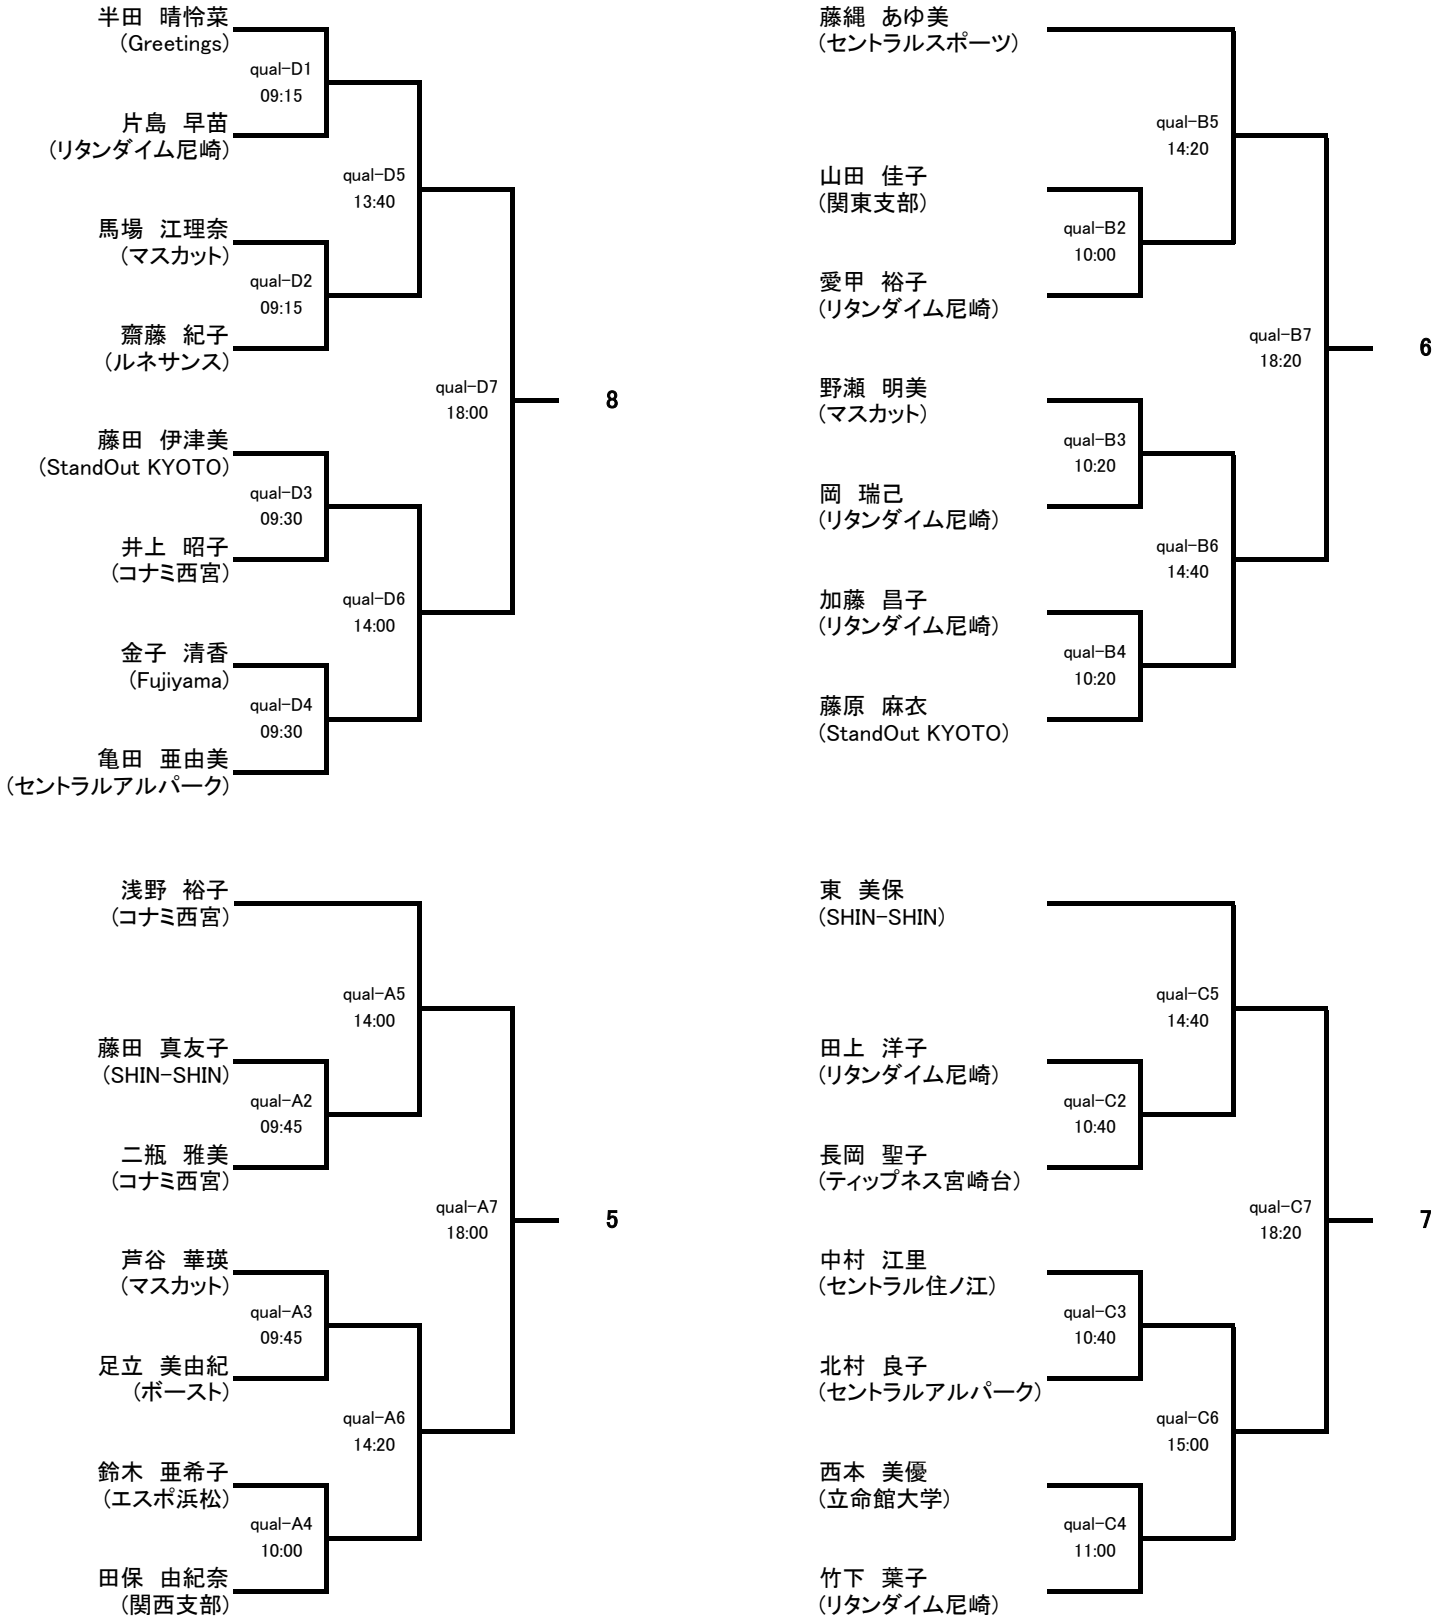 半田　晴怜菜
(Greetings)
qual-D1
09:15
片島　早苗
(リタンダイム尼崎)
qual-D5
13:40
馬場　江理奈
(マスカット)
qual-D2
09:15
齋藤　紀子
(ルネサンス)
qual-D7
18:00
8
藤田　伊津美
(StandOut KYOTO)
qual-D3
09:30
井上　昭子
(コナミ西宮)
qual-D6
14:00
金子　清香
(Fujiyama)
qual-D4
09:30
亀田　亜由美
(セントラルアルパーク)
藤縄　あゆ美
(セントラルスポーツ)
qual-B5
14:20
山田　佳子
(関東支部)
qual-B2
10:00
愛甲　裕子
(リタンダイム尼崎)
qual-B7
18:20
6
野瀬　明美
(マスカット)
qual-B3
10:20
岡　瑞己
(リタンダイム尼崎)
qual-B6
14:40
加藤　昌子
(リタンダイム尼崎)
qual-B4
10:20
藤原　麻衣
(StandOut KYOTO)
浅野　裕子
(コナミ西宮)
qual-A5
14:00
藤田　真友子
(SHIN-SHIN)
qual-A2
09:45
二瓶　雅美
(コナミ西宮)
qual-A7
18:00
5
芦谷　華瑛
(マスカット)
qual-A3
09:45
足立　美由紀
(ボースト)
qual-A6
14:20
鈴木　亜希子
(エスポ浜松)
qual-A4
10:00
田保　由紀奈
(関西支部)
東　美保
(SHIN-SHIN)
qual-C5
14:40
田上　洋子
(リタンダイム尼崎)
qual-C2
10:40
長岡　聖子
(ティップネス宮崎台)
qual-C7
18:20
7
中村　江里
(セントラル住ノ江)
qual-C3
10:40
北村　良子
(セントラルアルパーク)
qual-C6
15:00
西本　美優
(立命館大学)
qual-C4
11:00
竹下　葉子
(リタンダイム尼崎)